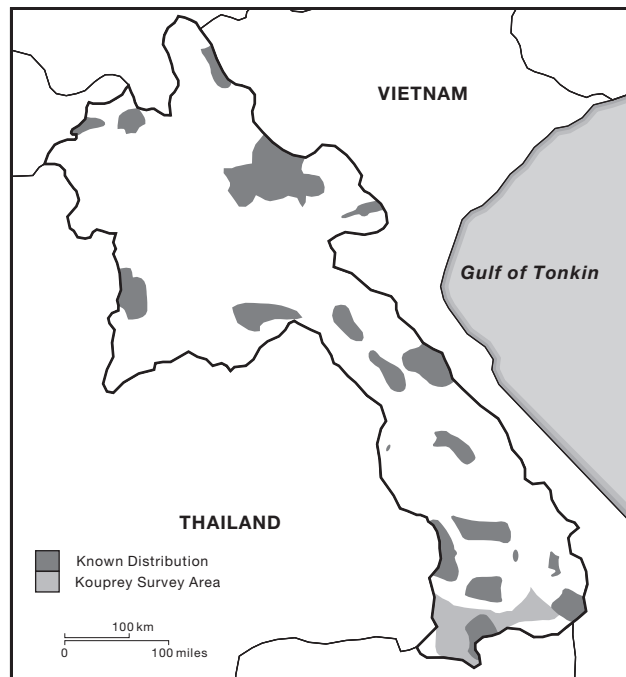 VIETNAM
Gulf of Tonkin
THAILAND
Known Distribution
Kouprey Survey Area
100 km
0 100 miles